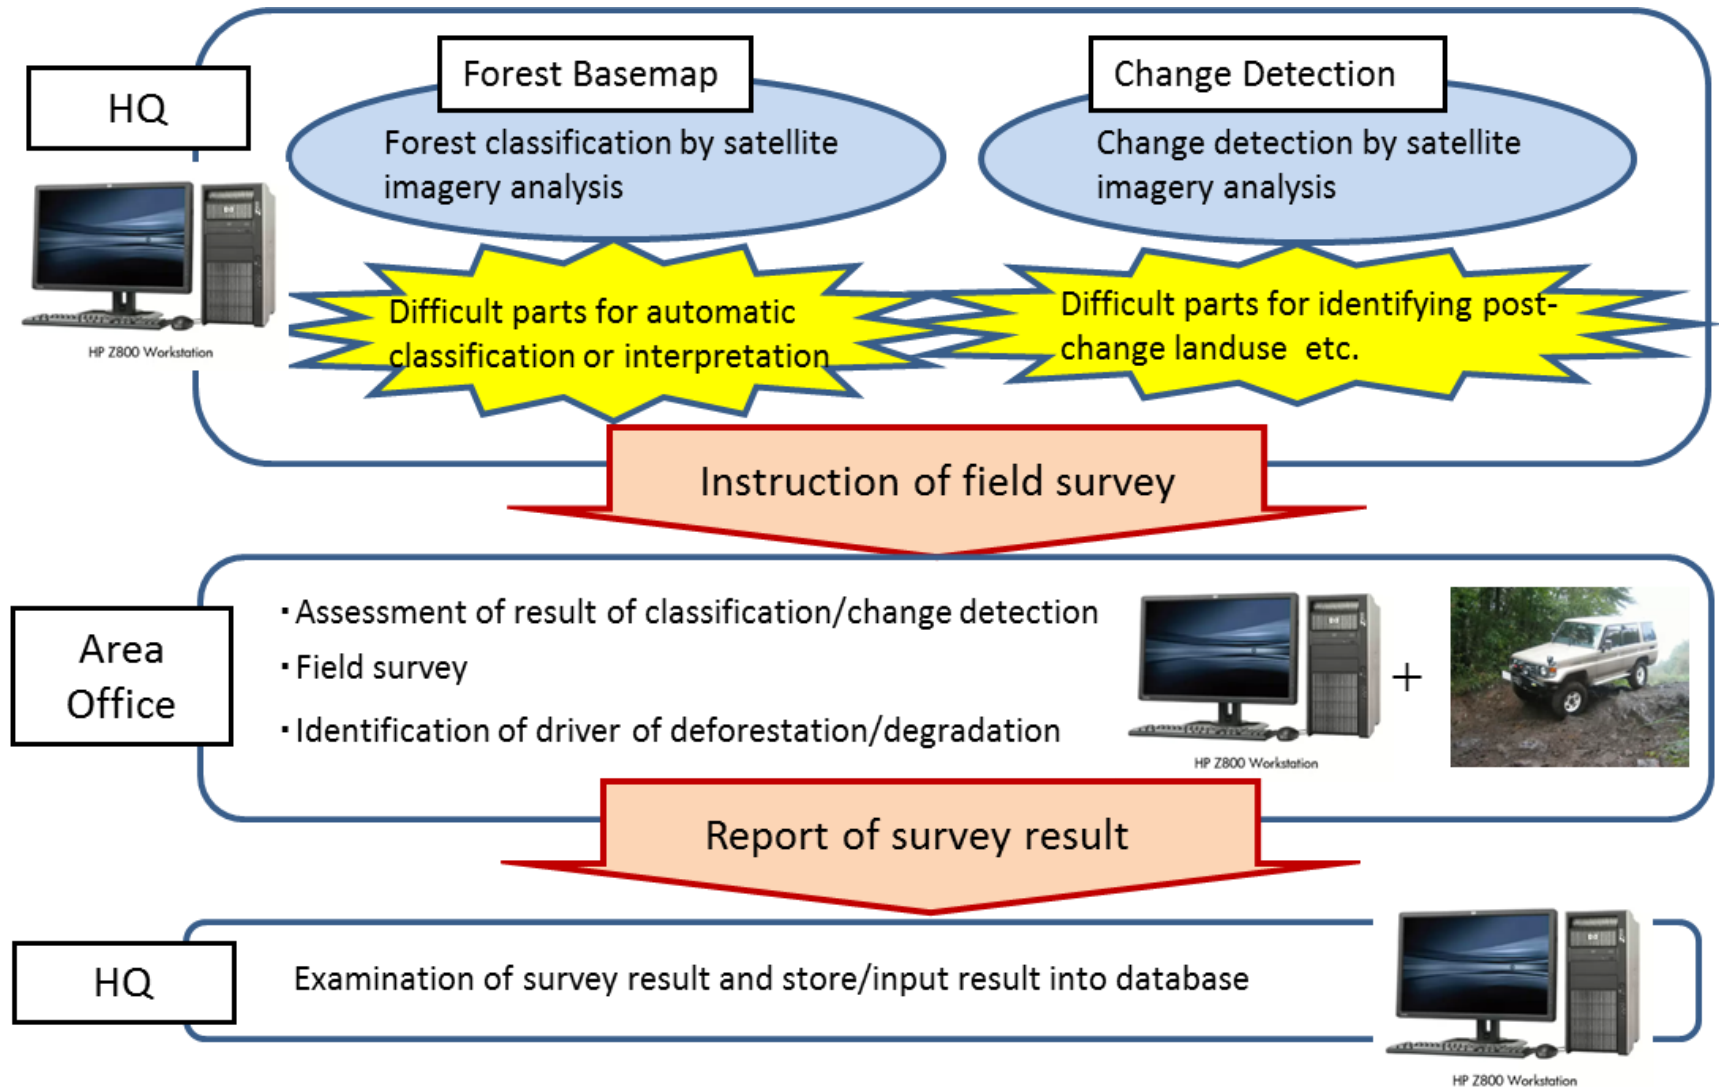 HQ
Forest Basemap
Forest classification by satellite
imagery analysis
Change Detection
Change detection by satellite
imagery analysis
HP Z800 Workstation
Difficult parts for automatic
classification or interpretation
Difficult parts for identifying post-
change landuse etc.
Instruction of field survey
Area
Office
・Assessment of result of classification/change detection
・Field survey
・Identification of driver of deforestation/degradation
+
HP Z800 Workstation
Report of survey result
HQ
Examination of survey result and store/input result into database
HP Z800 Workstation